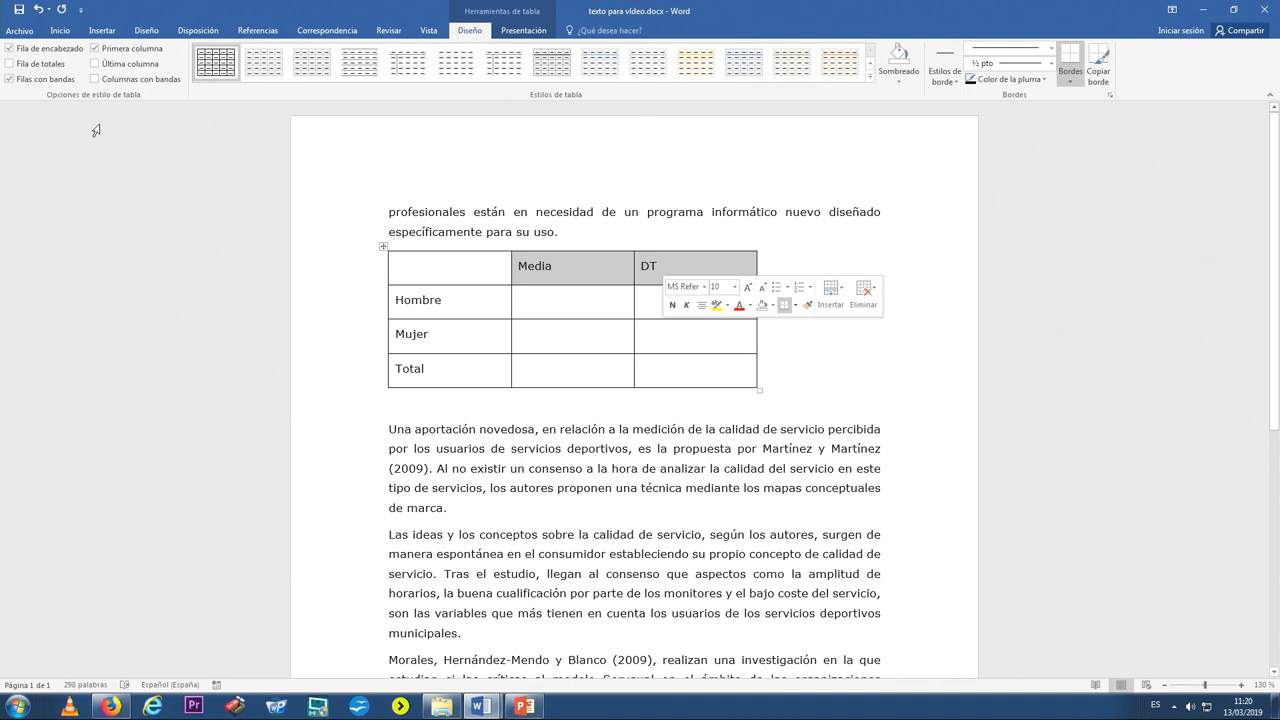 Herramientas de tabla
texto para vídeo.docx - Word
Archivo Inicio Insertar Diseño Disposición Referencias Correspondencia Revisar Vista Diseño Presentación ¿Qué desea hacer? Iniciar sesión Compartir
Fila de encabezado Primera columna
Fila de totales Última columna
Filas con bandas Columnas con bandas
Opciones de estilo de tabla
Estilos de tabla
Sombreado
Estilos de borde
½ pto
Color de la pluma
Bordes
Copiar borde
Bordes
profesionales están en necesidad de un programa informático nuevo diseñado
específicamente para su uso.
Media DT
Hombre
Mujer
Total
MS Refer 10
N K A Insertar Eliminar
Una aportación novedosa, en relación a la medición de la calidad de servicio percibida
por los usuarios de servicios deportivos, es la propuesta por Martínez y Martínez
(2009). Al no existir un consenso a la hora de analizar la calidad del servicio en este
tipo de servicios, los autores proponen una técnica mediante los mapas conceptuales
de marca.
Las ideas y los conceptos sobre la calidad de servicio, según los autores, surgen de
manera espontánea en el consumidor estableciendo su propio concepto de calidad de
servicio. Tras el estudio, llegan al consenso que aspectos como la amplitud de
horarios, la buena cualificación por parte de los monitores y el bajo coste del servicio,
son las variables que más tienen en cuenta los usuarios de los servicios deportivos
municipales.
Morales, Hernández-Mendo y Blanco (2009), realizan una investigación en la que
Página 1 de 1 298 palabras Español (España) 130 %
ES 11:20
13/03/2019